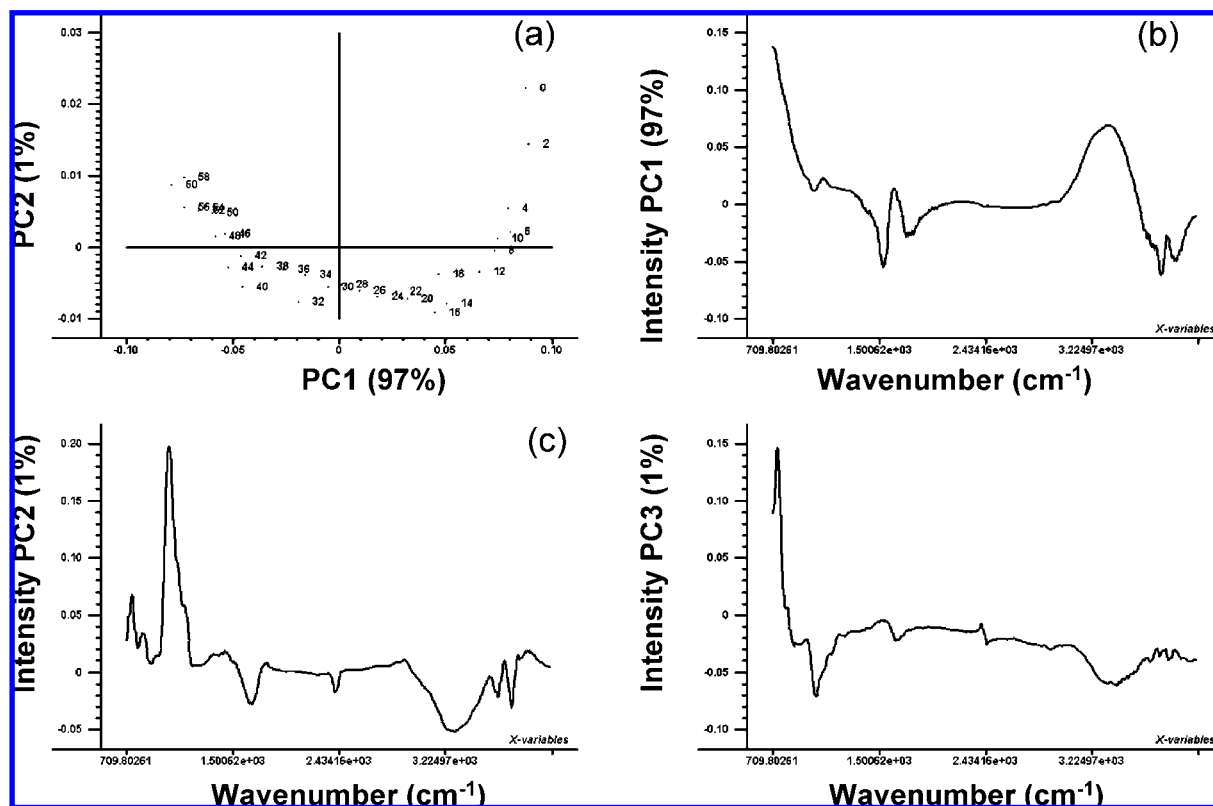 (a)
PC2 (1%)
0.03
0.02
0.01
0
-0.01
0
2
4
6
10
8
12
18
14
16
20
22
24
26
28
30
34
32
36
38
42
44
40
46
48
50
52
54
56
58
60
-0.10
-0.05
0
0.05
0.10
PC1 (97%)
(b)
Intensity PC1 (97%)
0.15
0.10
0.05
0
-0.05
-0.10
X-variables
709.80261
1.50062e+03
2.43416e+03
3.22497e+03
Wavenumber (cm-1)
(c)
Intensity PC2 (1%)
0.20
0.15
0.10
0.05
0
-0.05
X-variables
709.80261
1.50062e+03
2.43416e+03
3.22497e+03
Wavenumber (cm-1)
Intensity PC3 (1%)
0.15
0.10
0.05
0
-0.05
-0.10
X-variables
709.80261
1.50062e+03
2.43416e+03
3.22497e+03
Wavenumber (cm-1)